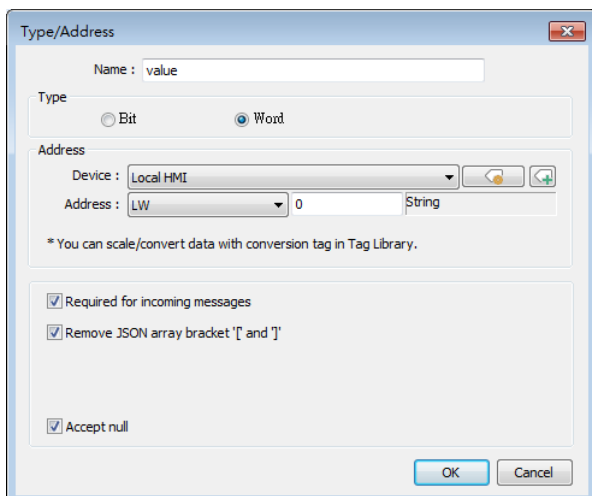 Type/Address
Name : value
Type
Bit Word
Address
Device : Local HMI
Address : LW 0 String
* You can scale/convert data with conversion tag in Tag Library.
Required for incoming messages
Remove JSON array bracket '[' and ']'
Accept null
OK Cancel